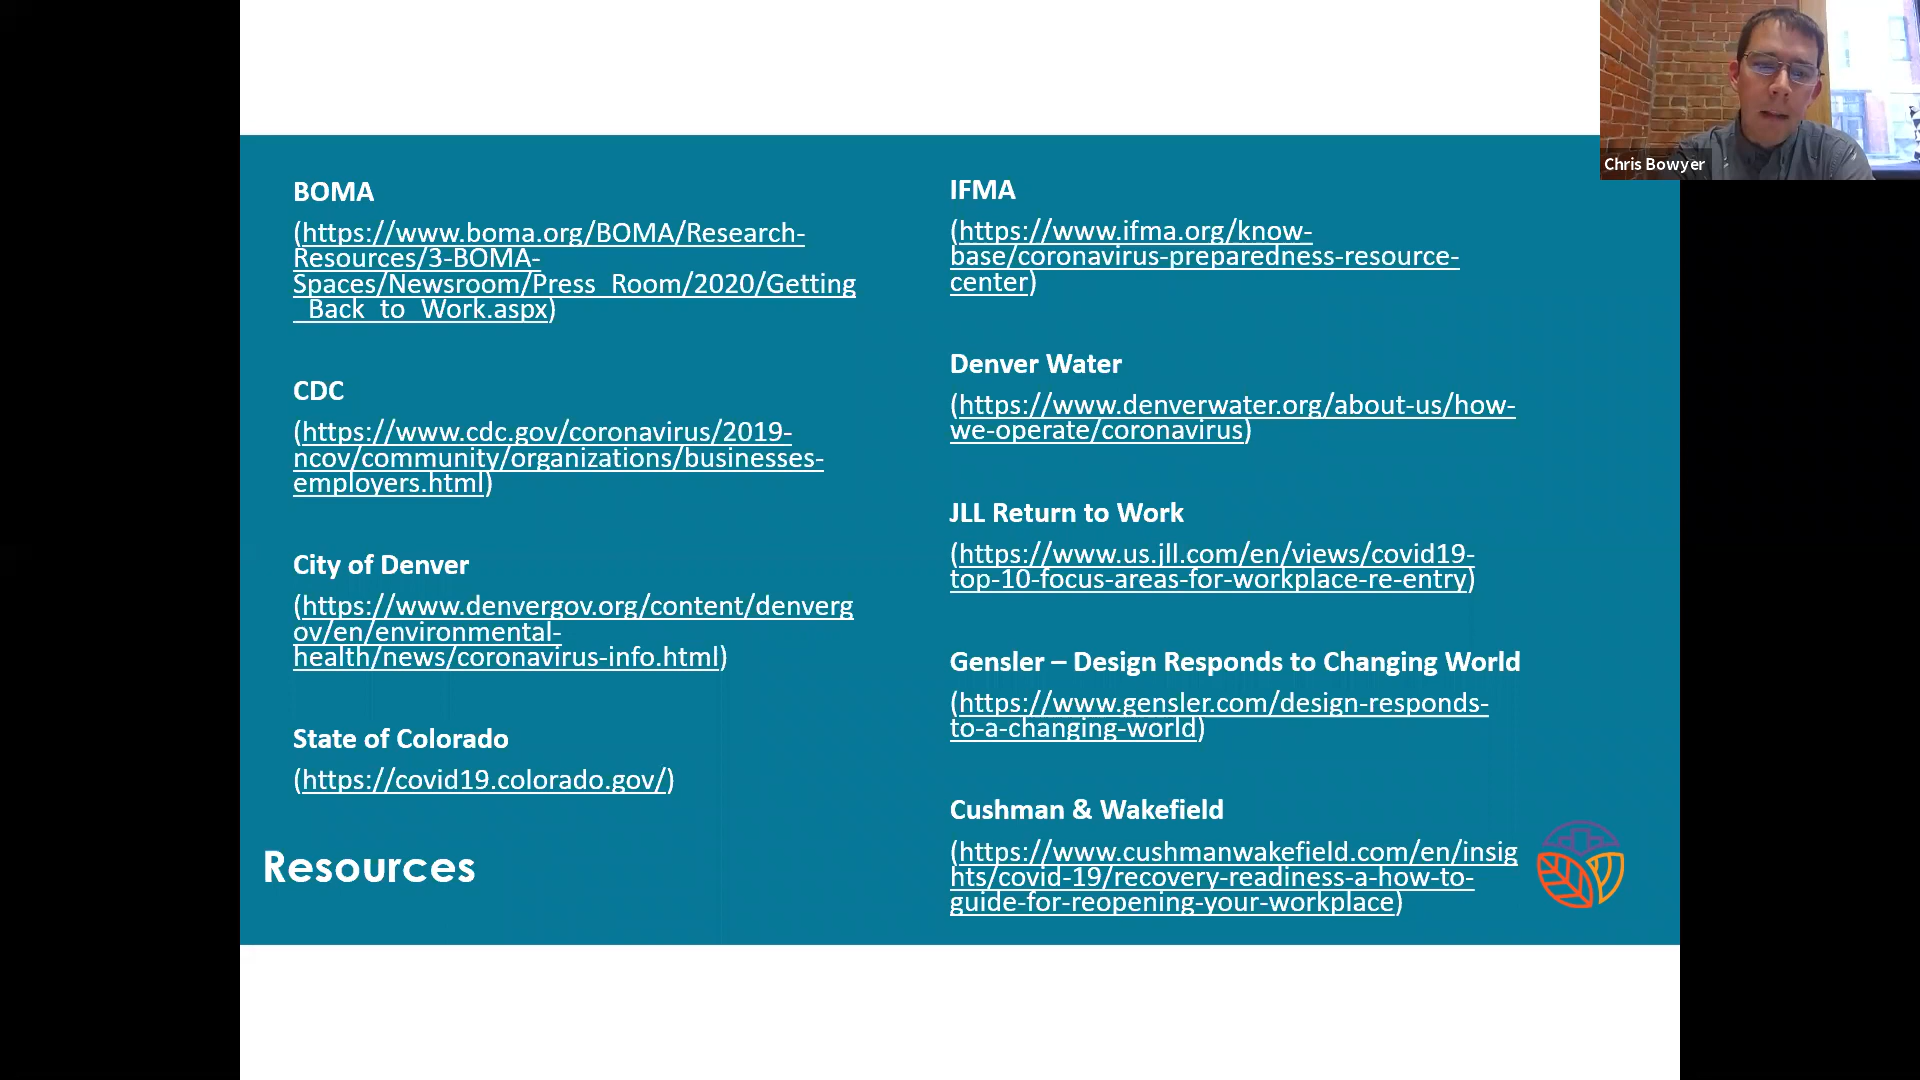 BOMA
(https://www.boma.org/BOMA/Research-
Resources/3-BOMA-
Spaces/Newsroom/Press_Room/2020/Getting
_Back_to_Work.aspx)
CDC
(https://www.cdc.gov/coronavirus/2019-
ncov/community/organizations/businesses-
employers.html)
City of Denver
(https://www.denvergov.org/content/denverg
ov/en/environmental-
health/news/coronavirus-info.html)
State of Colorado
(https://covid19.colorado.gov/)
Resources
IFMA
(https://www.ifma.org/know-
base/coronavirus-preparedness-resource-
center)
Denver Water
(https://www.denverwater.org/about-us/how-
we-operate/coronavirus)
JLL Return to Work
(https://www.us.jll.com/en/views/covid19-
top-10-focus-areas-for-workplace-re-entry)
Gensler – Design Responds to Changing World
(https://www.gensler.com/design-responds-
to-a-changing-world)
Cushman & Wakefield
(https://www.cushmanwakefield.com/en/insig
hts/covid-19/recovery-readiness-a-how-to-
guide-for-reopening-your-workplace)
Chris Bowyer